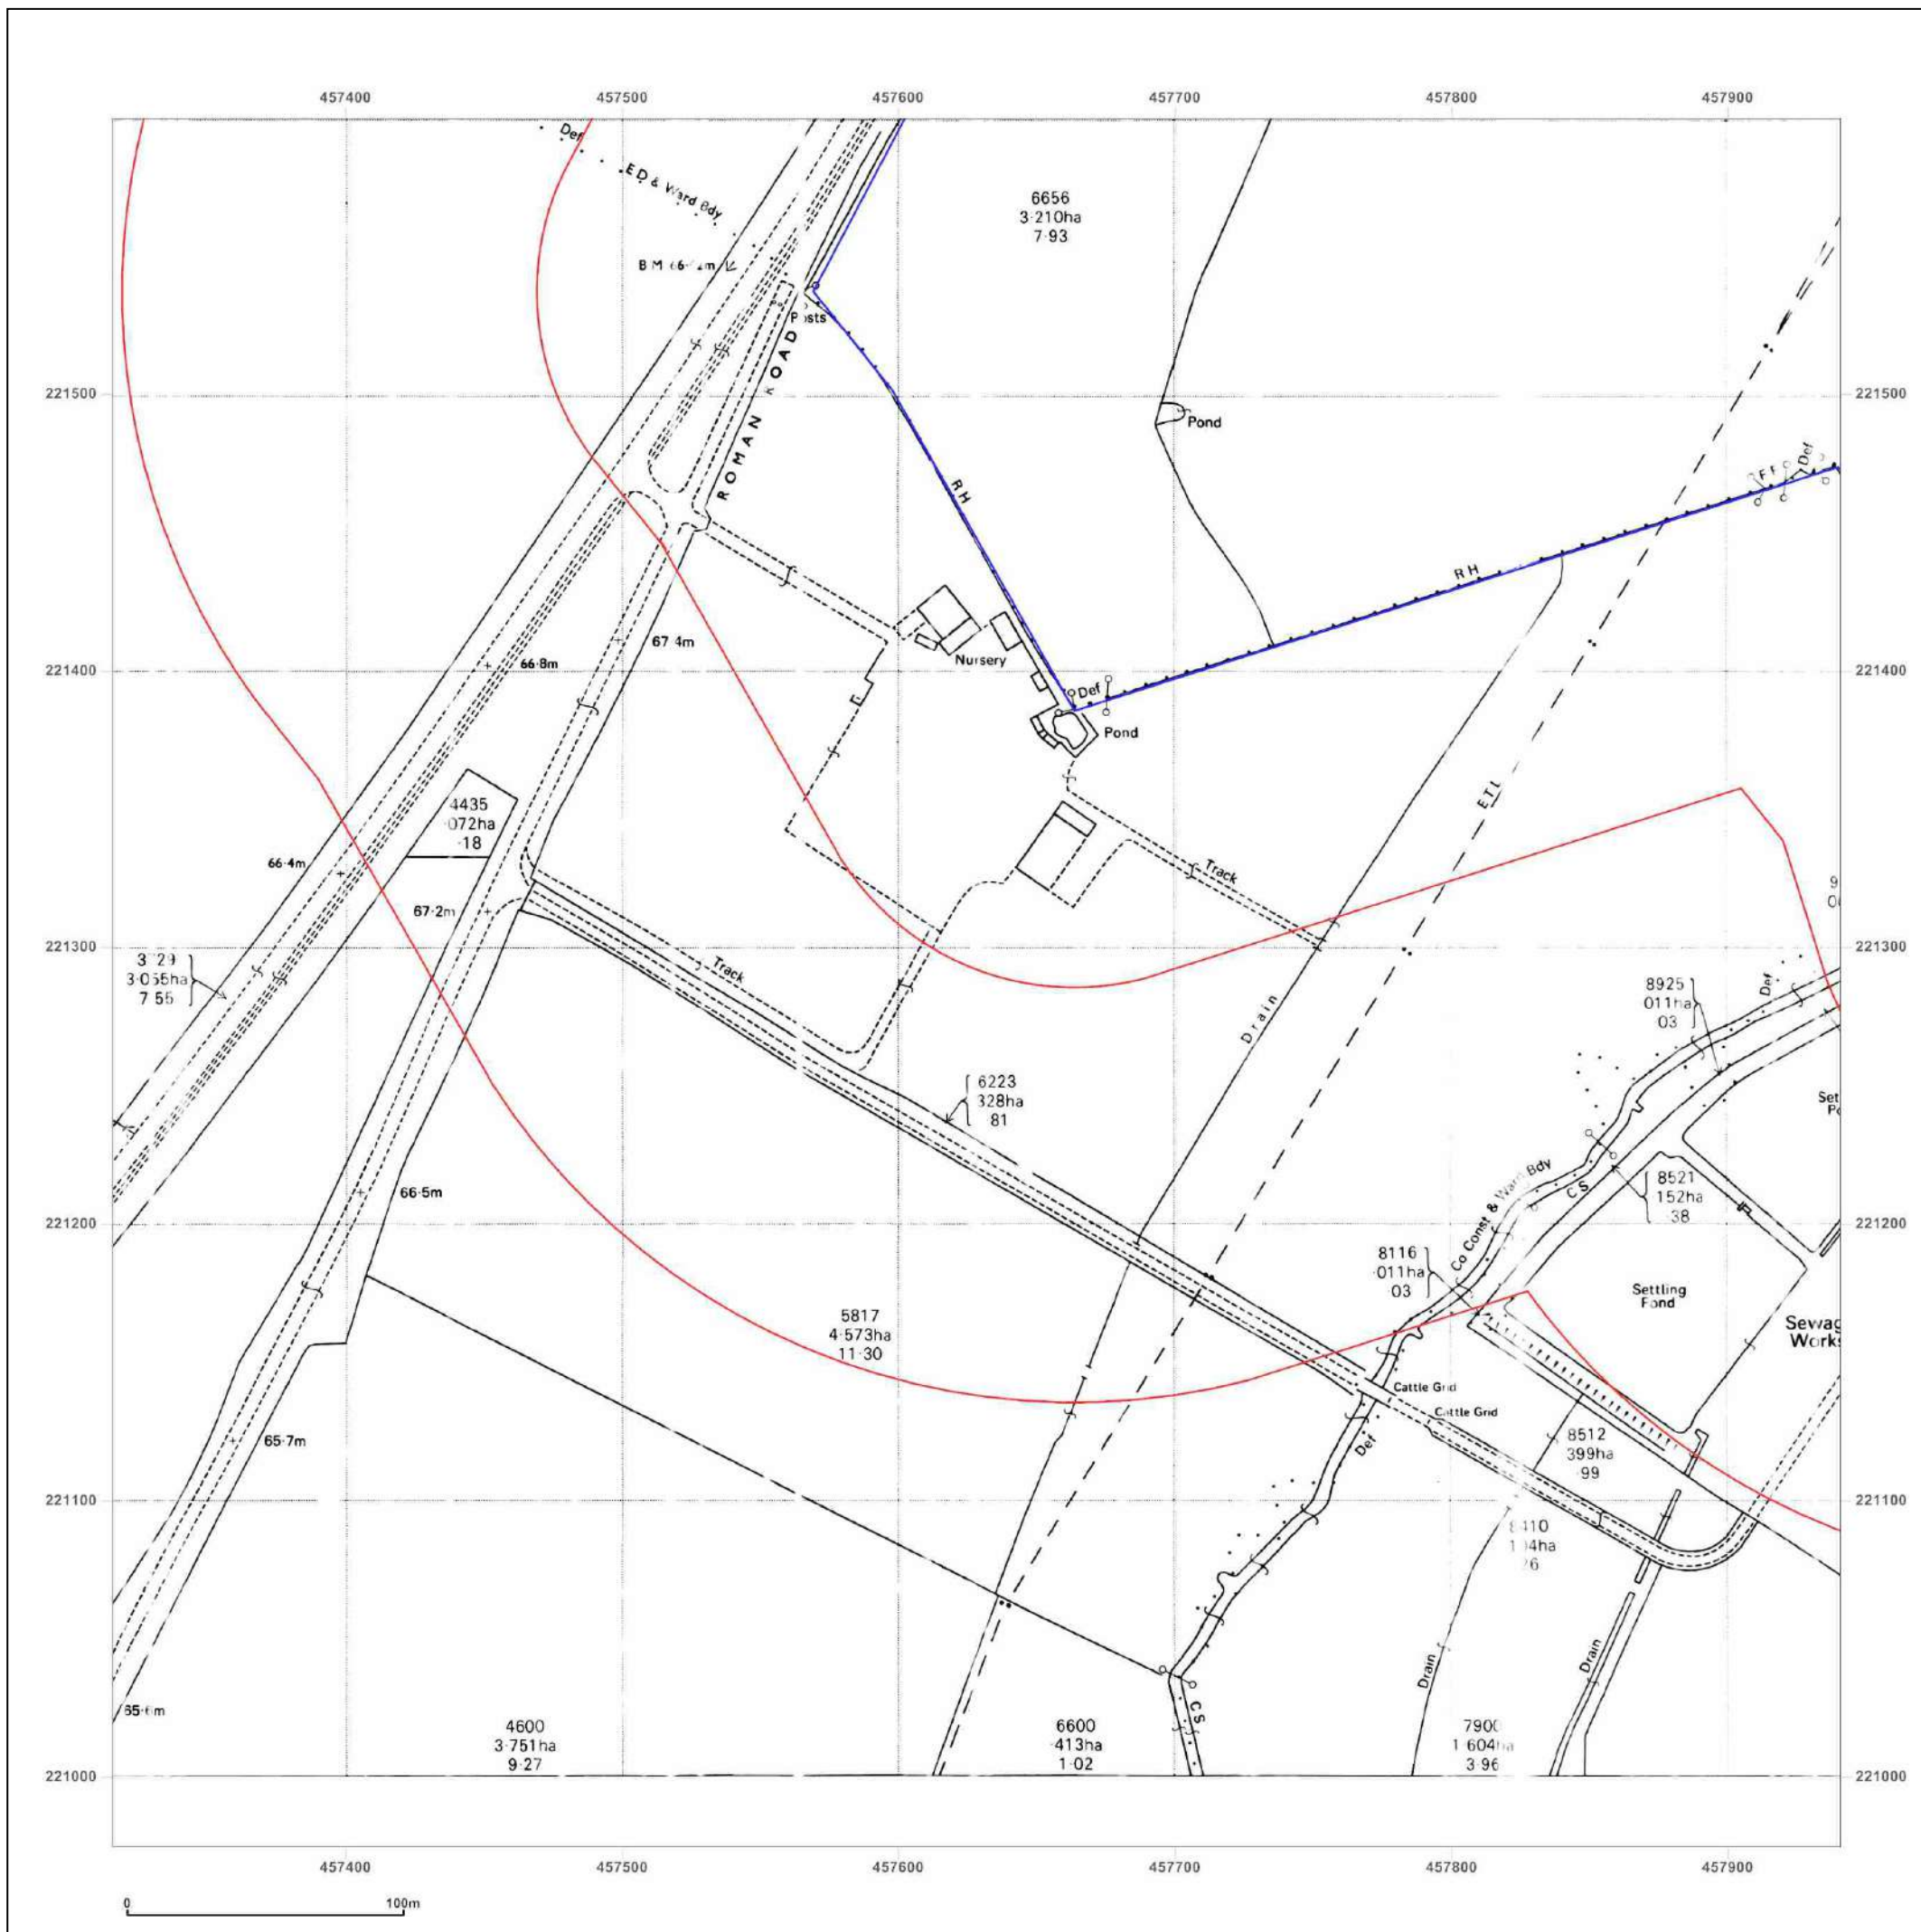 457400 457500 457600 457700 457800 457900
Def
E D & Ward Bdy
6656
3·210ha
7·93
Posts
ROMAN ROAD
221500 221500
Pond
RH
F F Def
RH
67·4m
66·8m
Nursery
221400 221400
Def
Pond
ETL
4435
·072ha
·18
66·4m
Track
67·2m
221300 221300
Track
Drain
8925
011ha
03
Def
6223
328ha
81
Co Const & Ward Bdy
8521
152ha
38
CS
66·5m
221200 221200
8116
·011ha
·03
Settling
Pond
5817
4·573ha
11·30
Sewag
Works
Cattle Grid
Cattle Grid
65·7m
Def
8512
399ha
·99
221100 221100
Drain
Drain
65·6m
CS
4600
3·751ha
9·27
6600
·413ha
1·02
7900
1 604ha
3·96
221000 221000
457400 457500 457600 457700 457800 457900
0 100m